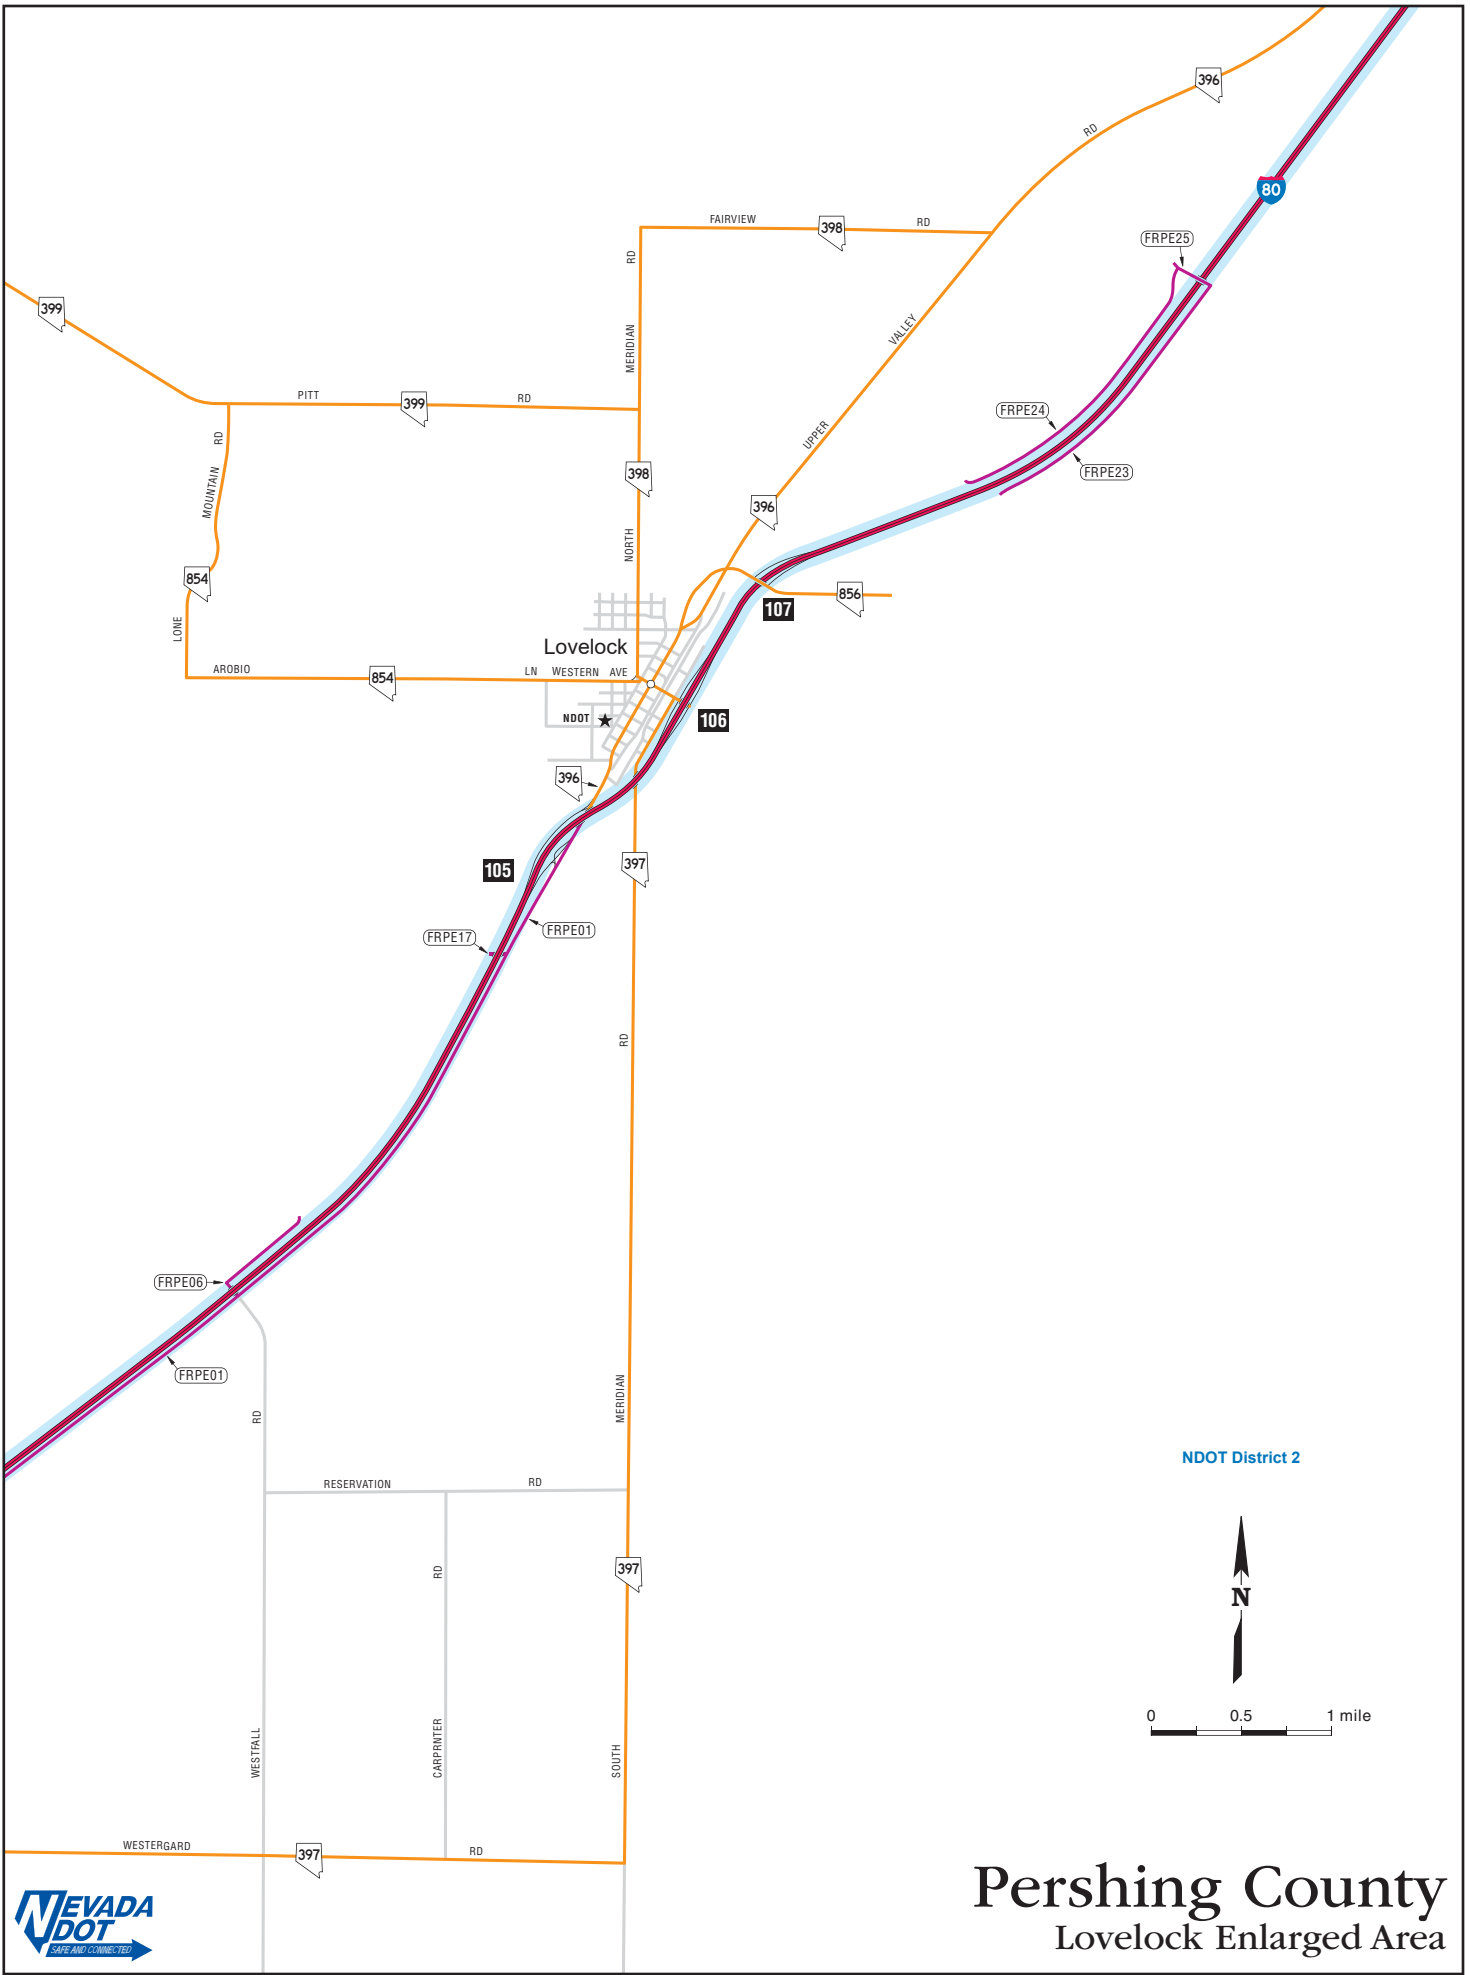 396
RD
80
FAIRVIEW 398 RD
FRPE25
RD
399
MERIDIAN
VALLEY
PITT 399 RD
FRPE24
RD
UPPER
FRPE23
398
MOUNTAIN
396
NORTH
854
856
107
LONE
Lovelock
AROBIO 854 LN WESTERN AVE
NDOT
106
396
105
397
FRPE17
FRPE01
RD
FRPE06
FRPE01
MERIDIAN
RD
NDOT District 2
RESERVATION RD
397
RD
N
0 0.5 1 mile
WESTFALL
CARPRNTER
SOUTH
WESTERGARD 397 RD
Pershing County
Lovelock Enlarged Area
NEVADA
DOT
SAFE AND CONNECTED